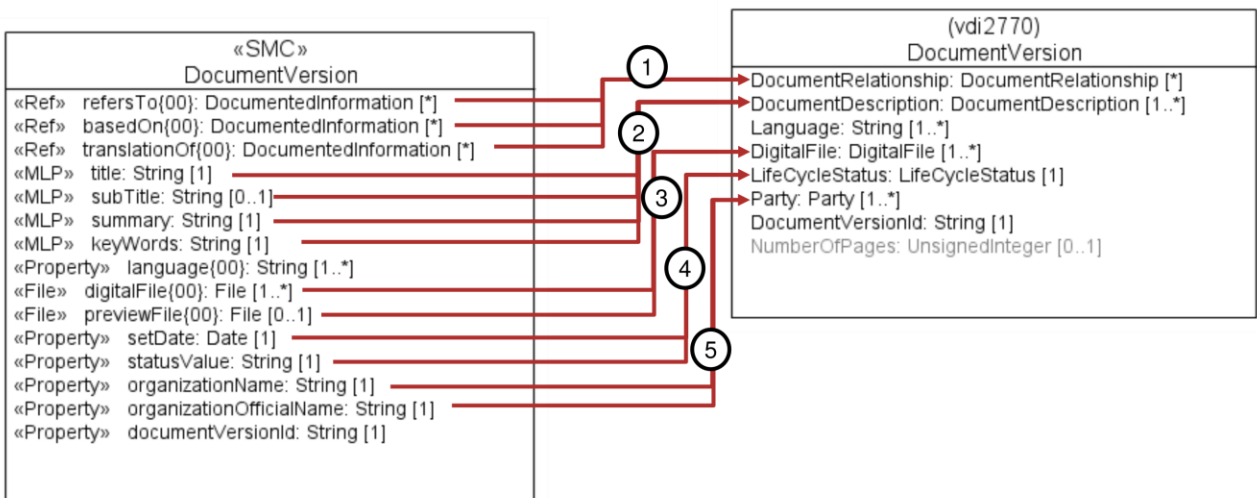 «SMC»
DocumentVersion
«Ref» refersTo{00}: DocumentedInformation [*]
«Ref» basedOn{00}: DocumentedInformation [*]
«Ref» translationOf{00}: DocumentedInformation [*]
«MLP» title: String [1]
«MLP» subTitle: String [0..1]
«MLP» summary: String [1]
«MLP» keyWords: String [1]
«Property» language{00}: String [1..*]
«File» digitalFile{00}: File [1..*]
«File» previewFile{00}: File [0..1]
«Property» setDate: Date [1]
«Property» statusValue: String [1]
«Property» organizationName: String [1]
«Property» organizationOfficialName: String [1]
«Property» documentVersionId: String [1]
1
2
3
4
5
(vdi2770)
DocumentVersion
DocumentRelationship: DocumentRelationship [*]
DocumentDescription: DocumentDescription [1..*]
Language: String [1..*]
DigitalFile: DigitalFile [1..*]
LifeCycleStatus: LifeCycleStatus [1]
Party: Party [1..*]
DocumentVersionId: String [1]
NumberOfPages: UnsignedInteger [0..1]